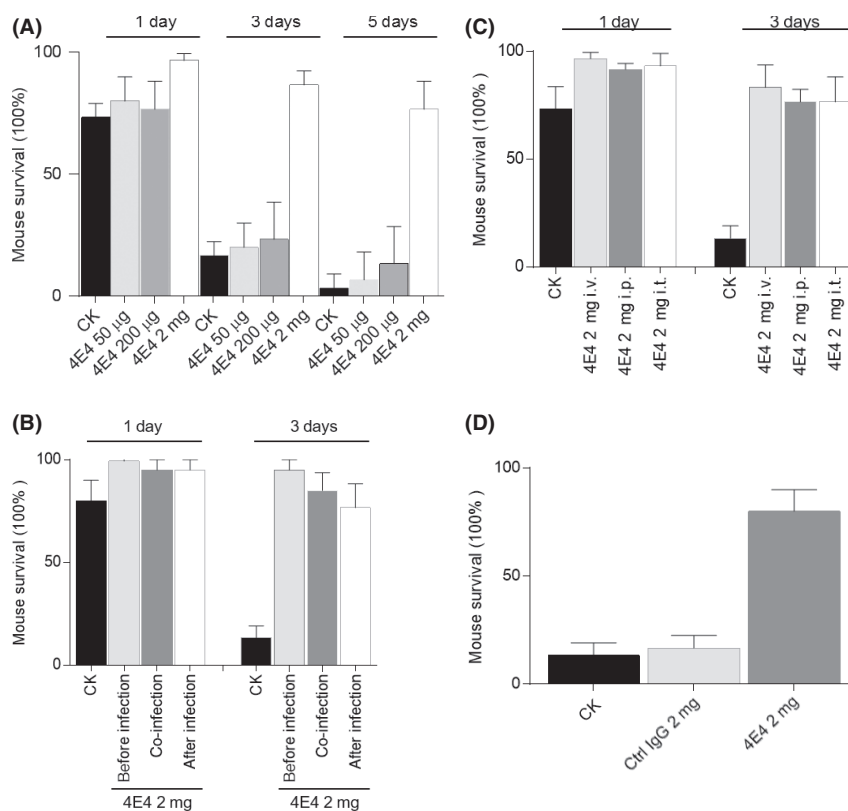 (A)
1 day 3 days 5 days
Mouse survival (100%)
100
50
0
CK 4E4 50 μg 4E4 200 μg 4E4 2 mg CK 4E4 50 μg 4E4 200 μg 4E4 2 mg CK 4E4 50 μg 4E4 200 μg 4E4 2 mg
(B)
1 day 3 days
Mouse survival (100% )
100
50
0
CK Before infection Co-infection After infection CK Before infection Co-infection After infection
4E4 2 mg 4E4 2 mg
(C)
1 day 3 days
Mouse survival (100% )
100
50
0
CK 4E4 2 mg i.v. 4E4 2 mg i.p. 4E4 2 mg i.t. CK 4E4 2 mg i.v. 4E4 2 mg i.p. 4E4 2 mg i.t.
(D)
Mouse survival (100% )
100
50
0
CK Ctrl IgG 2 mg 4E4 2 mg